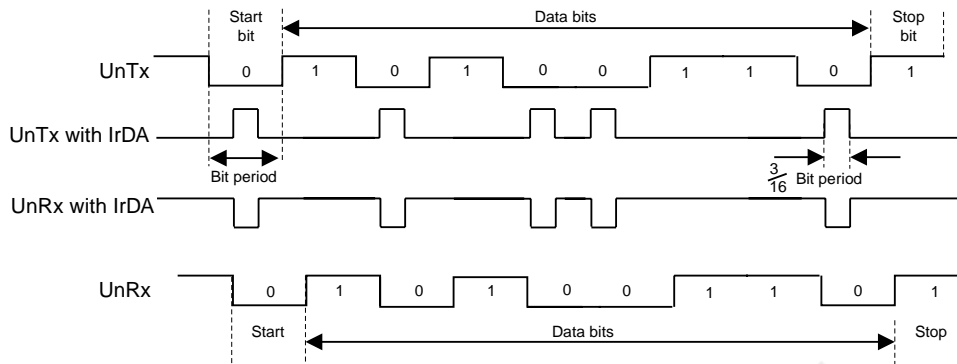 Start bit
Data bits
Stop bit
UnTx
0 1 0 1 0 0 1 1 0 1
UnTx with IrDA
Bit period
3/16 Bit period
UnRx with IrDA
UnRx
0 1 0 1 0 0 1 1 0 1
Start
Data bits
Stop